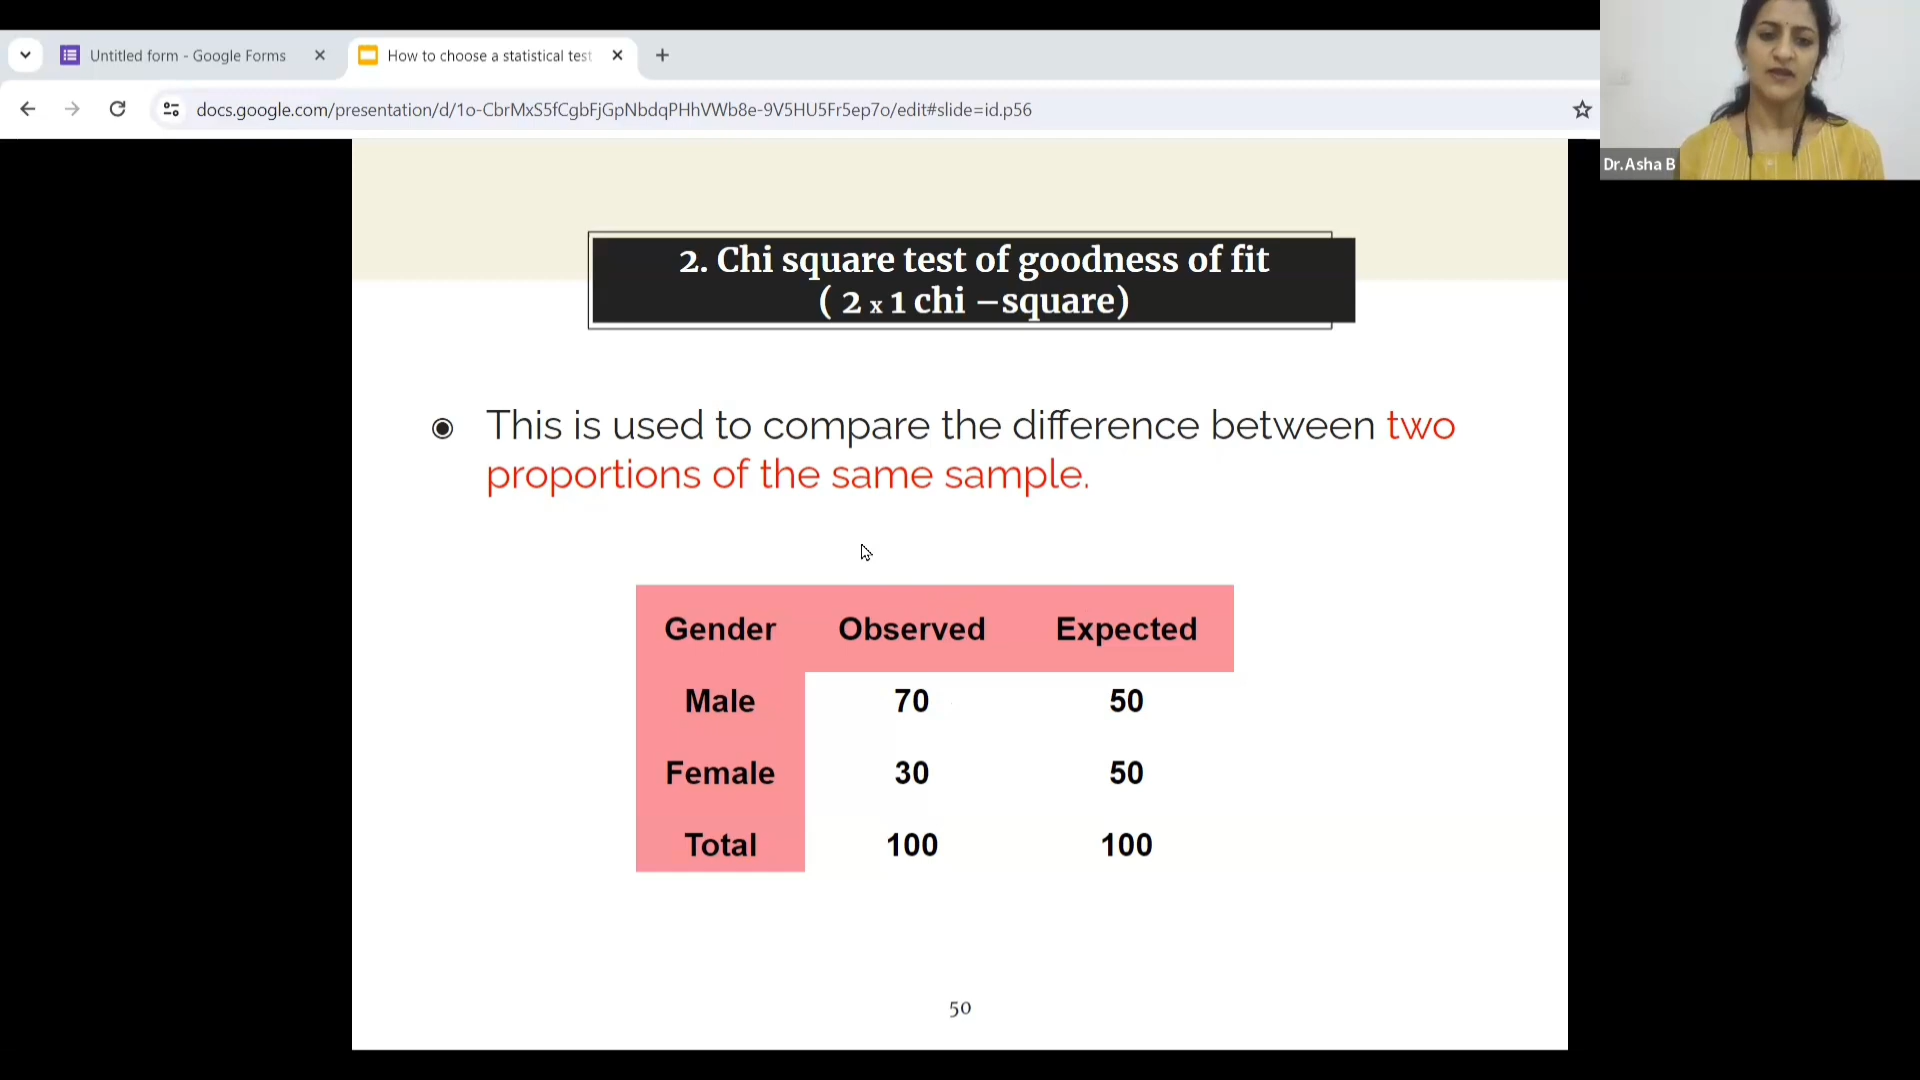 Untitled form - Google Forms
How to choose a statistical test
docs.google.com/presentation/d/1o-CbrMxS5fCgbFjGpNbdqPHhVWb8e-9V5HU5Fr5ep7o/edit#slide=id.p56
Dr.Asha B
2. Chi square test of goodness of fit
( 2 x 1 chi –square)
This is used to compare the difference between two
proportions of the same sample.
Gender Observed Expected
Male 70 50
Female 30 50
Total 100 100
50